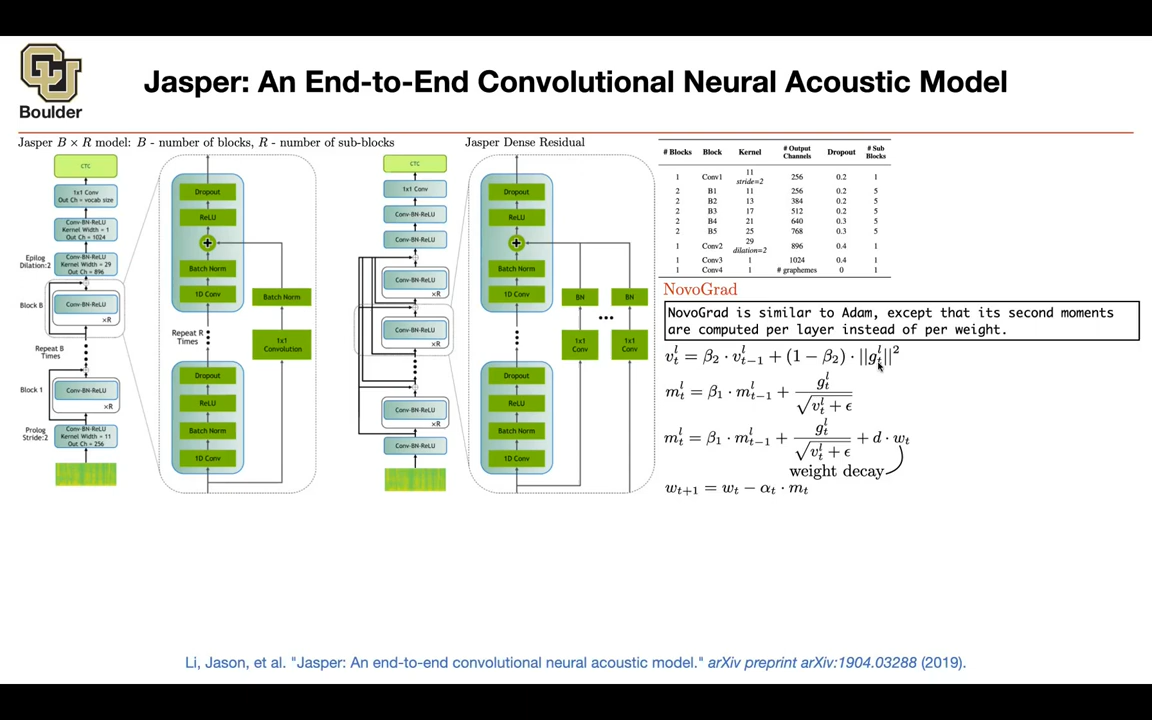 Jasper: An End-to-End Convolutional Neural Acoustic Model
Boulder
Jasper B × R model: B - number of blocks, R - number of sub-blocks
CTC
1x1 Conv
Out Ch = vocab size
Conv-BN-ReLU
Kernel Width = 1
Out Ch = 1024
Epilog
Dilation:2
Conv-BN-ReLU
Kernel Width = 29
Out Ch = 896
Block B
Conv-BN-ReLU
×R
Repeat B
Times
Block 1
Conv-BN-ReLU
×R
Prolog
Stride:2
Conv-BN-ReLU
Kernel Width = 11
Out Ch = 256
Dropout
ReLU
+
Batch Norm
1D Conv
Batch Norm
Repeat R
Times
1x1
Convolution
Dropout
ReLU
Batch Norm
1D Conv
Jasper Dense Residual
CTC
1x1 Conv
Conv-BN-ReLU
Conv-BN-ReLU
Conv-BN-ReLU
×R
Conv-BN-ReLU
×R
Conv-BN-ReLU
×R
Conv-BN-ReLU
Dropout
ReLU
+
Batch Norm
1D Conv
BN BN
1x1 Conv 1x1 Conv
Dropout
ReLU
Batch Norm
1D Conv
# Blocks Block Kernel # Output Channels Dropout # Sub Blocks
1 Conv1 11 stride=2 256 0.2 1
2 B1 11 256 0.2 5
2 B2 13 384 0.2 5
2 B3 17 512 0.2 5
2 B4 21 640 0.3 5
2 B5 25 768 0.3 5
1 Conv2 29 dilation=2 896 0.4 1
1 Conv3 1 1024 0.4 1
1 Conv4 1 # graphemes 0 1
NovoGrad
NovoGrad is similar to Adam, except that its second moments
are computed per layer instead of per weight.
v_t^l = β₂ · v_{t−1}^l + (1 − β₂) · ||g_t^l||²
m_t^l = β₁ · m_{t−1}^l + g_t^l / √(v_t^l + ϵ)
m_t^l = β₁ · m_{t−1}^l + g_t^l / √(v_t^l + ϵ) + d · w_t
weight decay
w_{t+1} = w_t − α_t · m_t
Li, Jason, et al. "Jasper: An end-to-end convolutional neural acoustic model." arXiv preprint arXiv:1904.03288 (2019).